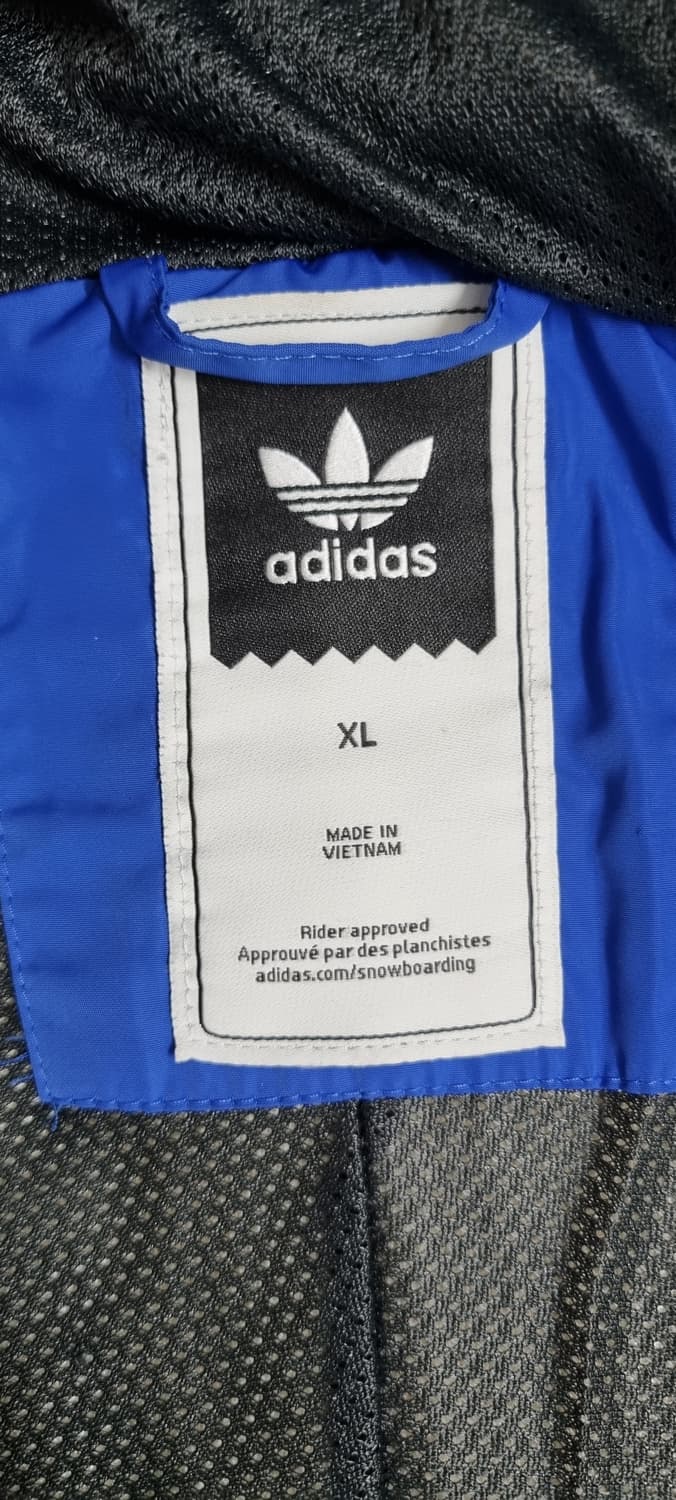 adidas
XL
MADE IN
VIETNAM
Rider approved
Approuvé par des planchistes
adidas.com/snowboarding